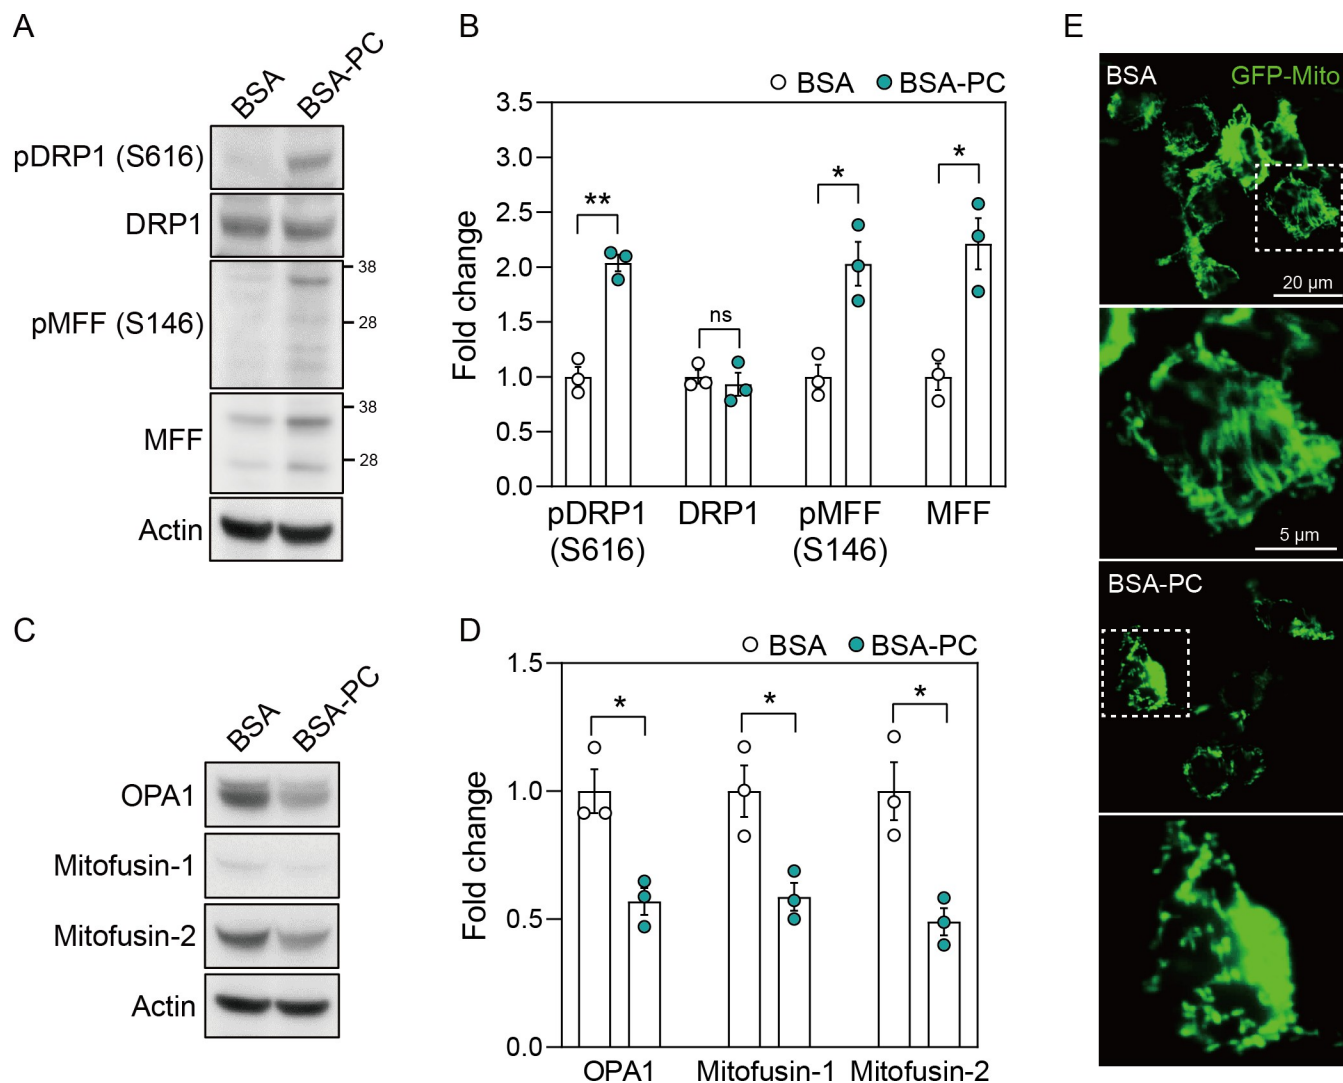 A
BSA
BSA-PC
pDRP1 (S616)
DRP1
pMFF (S146)
38
28
MFF
38
28
Actin
B
BSA
BSA-PC
Fold change
3.5
3.0
2.5
2.0
1.5
1.0
0.5
0.0
**
ns
*
*
pDRP1
(S616)
DRP1
pMFF
(S146)
MFF
C
BSA
BSA-PC
OPA1
Mitofusin-1
Mitofusin-2
Actin
D
BSA
BSA-PC
Fold change
1.5
1.0
0.5
0.0
*
*
*
OPA1
Mitofusin-1
Mitofusin-2
E
BSA
GFP-Mito
20 µm
5 µm
BSA-PC